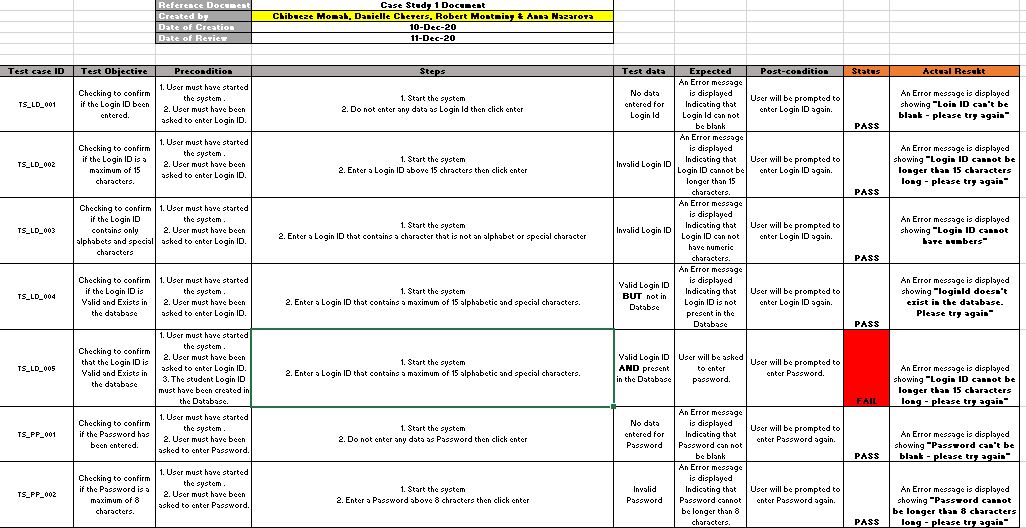 Reference Document Case Study 1 Document
Created by Chibueze Momah, Danielle Chevers, Robert Montminy & Anna Nazarova
Date of Creation 10-Dec-20
Date of Review 11-Dec-20
Test case ID Test Objective Precondition Steps Test data Expected Post-condition Status Actual Result
TS_LD_001
Checking to confirm
if the Login ID been
entered.
1. User must have started
the system .
2. User must have been
asked to enter Login ID.
1. Start the system
2. Do not enter any data as Login Id then click enter
No data
entered for
Login Id
An Error message
is displayed
Indicating that
Login Id can not
be blank
User will be prompted to
enter Login ID again.
PASS
An Error message is displayed
showing "Loin ID can't be
blank - please try again"
TS_LD_002
Checking to confirm
if the Login ID is a
maximum of 15
characters.
1. User must have started
the system .
2. User must have been
asked to enter Login ID.
1. Start the system
2. Enter a Login ID above 15 chracters then click enter
Invalid Login ID
An Error message
is displayed
Indicating that
Login ID cannot be
longer than 15
characters.
User will be prompted to
enter Login ID again.
PASS
An Error message is displayed
showing "Login ID cannot be
longer than 15 characters
long - please try again"
TS_LD_003
Checking to confirm
if the Login ID
contains only
alphabets and special
characters
1. User must have started
the system .
2. User must have been
asked to enter Login ID.
1. Start the system
2. Enter a Login ID that contains a character that is not an alphabet or special character
Invalid Login ID
An Error message
is displayed
Indicating that
Login ID can not
have numeric
characters.
User will be prompted to
enter Login ID again.
PASS
An Error message is displayed
showing "Login ID cannot
have numbers"
TS_LD_004
Checking to confirm
if the Login ID is
Valid and Exists in
the database
1. User must have started
the system .
2. User must have been
asked to enter Login ID.
1. Start the system
2. Enter a Login ID that contains a maximum of 15 alphabetic and special characters.
Valid Login ID
BUT not in
Databse
An Error message
is displayed
Indicating that
Login ID is not
present in the
Database
User will be prompted to
enter Login ID again.
PASS
An Error message is displayed
showing "loginId doesn't
exist in the database.
Please try again"
TS_LD_005
Checking to confirm
that the Login ID is
Valid and Exists in
the database
1. User must have started
the system .
2. User must have been
asked to enter Login ID.
3. The student Login ID
must have been created in
the Database.
1. Start the system
2. Enter a Login ID that contains a maximum of 15 alphabetic and special characters.
Valid Login ID
AND present
in the Database
User will be asked
to enter
password.
User will be prompted to
enter Password.
FAIL
An Error message is displayed
showing "Login ID cannot be
longer than 15 characters
long - please try again"
TS_PP_001
Checking to confirm
if the Password has
been entered.
1. User must have started
the system .
2. User must have been
asked to enter Password.
1. Start the system
2. Do not enter any data as Password then click enter
No data
entered for
Password
An Error message
is displayed
Indicating that
Password can not
be blank
User will be prompted to
enter Password again.
PASS
An Error message is displayed
showing "Password can't be
blank - please try again"
TS_PP_002
Checking to confirm
if the Password is a
maximum of 8
characters.
1. User must have started
the system .
2. User must have been
asked to enter Password.
1. Start the system
2. Enter a Password above 8 chracters then click enter
Invalid
Password
An Error message
is displayed
Indicating that
Password cannot
be longer than 8
characters.
User will be prompted to
enter Password again.
PASS
An Error message is displayed
showing "Password cannot
be longer than 8 characters
long - please try again"